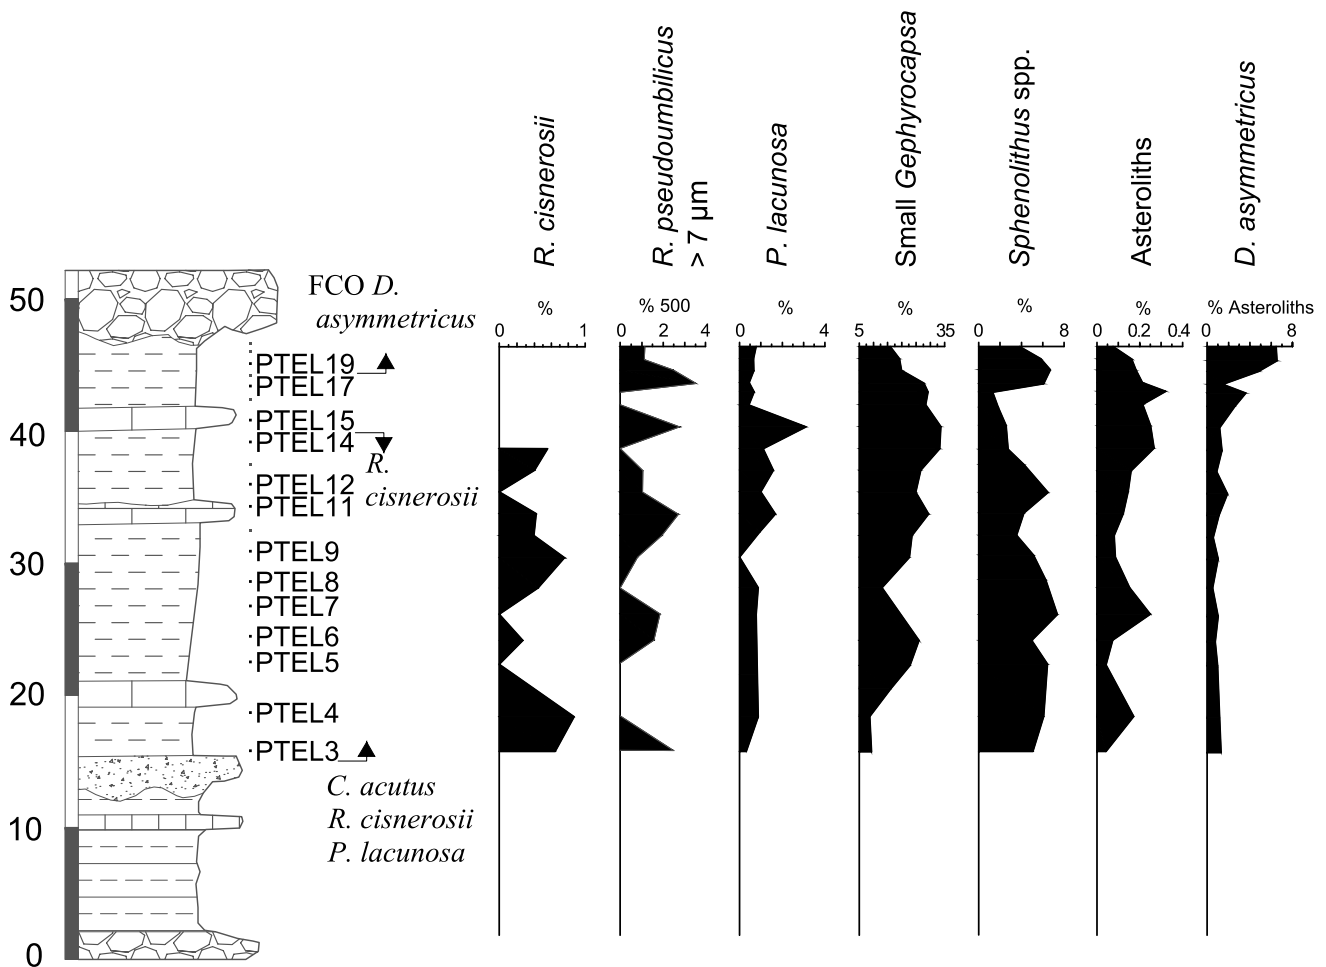 R. cisnerosii
R. pseudoumbilicus
> 7 µm
P. lacunosa
Small Gephyrocapsa
Sphenolithus spp.
Asteroliths
D. asymmetricus
% % 500 % % % % % Asteroliths
0 1 0 2 4 0 4 5 35 0 8 0 0.2 0.4 0 8
FCO D.
asymmetricus
50
PTEL19
PTEL17
PTEL15
40
PTEL14
R.
cisnerosii
PTEL12
PTEL11
30
PTEL9
PTEL8
PTEL7
PTEL6
PTEL5
20
PTEL4
PTEL3
C. acutus
R. cisnerosii
P. lacunosa
10
0